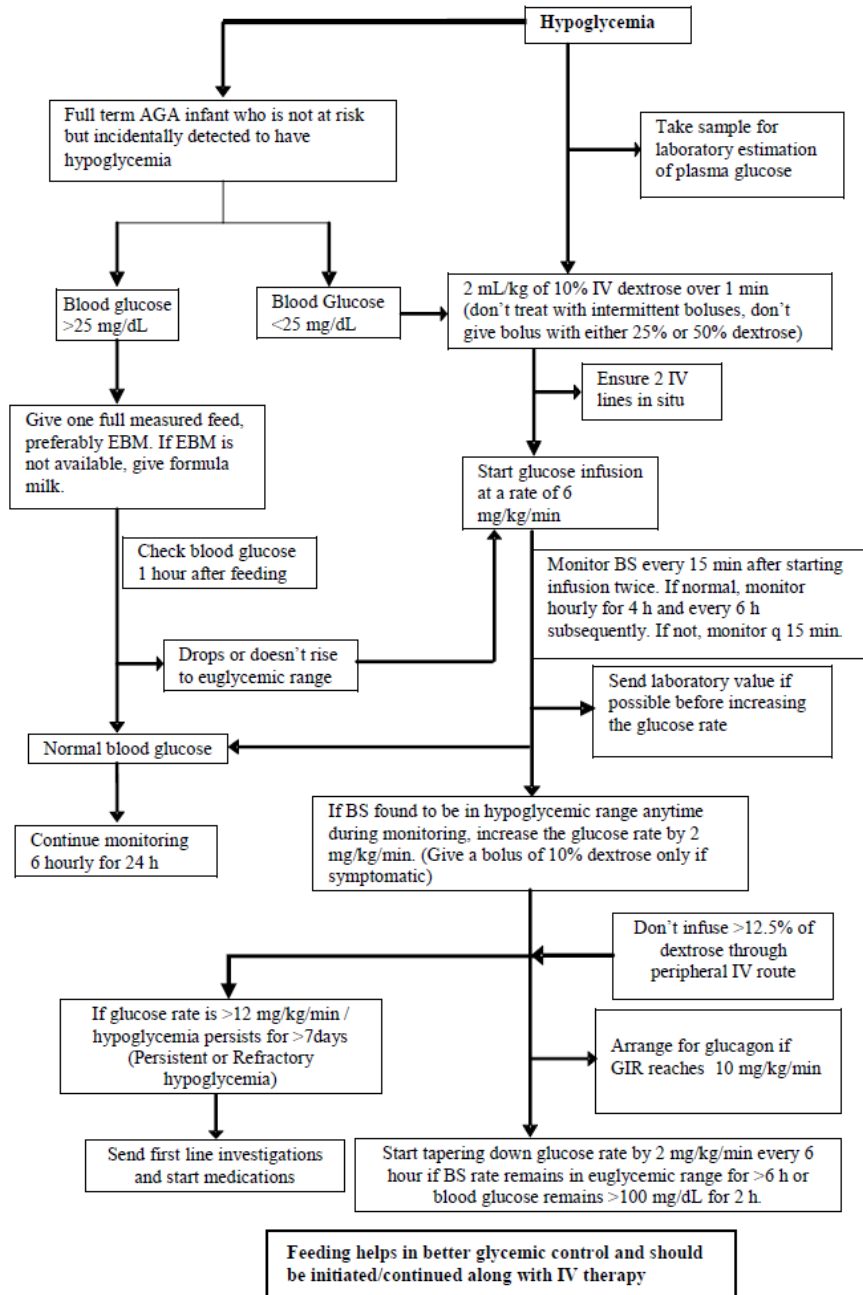 Hypoglycemia
Full term AGA infant who is not at risk
but incidentally detected to have
hypoglycemia
Take sample for
laboratory estimation
of plasma glucose
Blood glucose
>25 mg/dL
Blood Glucose
<25 mg/dL
2 mL/kg of 10% IV dextrose over 1 min
(don't treat with intermittent boluses, don't
give bolus with either 25% or 50% dextrose)
Ensure 2 IV
lines in situ
Give one full measured feed,
preferably EBM. If EBM is
not available, give formula
milk.
Start glucose infusion
at a rate of 6
mg/kg/min
Check blood glucose
1 hour after feeding
Monitor BS every 15 min after starting
infusion twice. If normal, monitor
hourly for 4 h and every 6 h
subsequently. If not, monitor q 15 min.
Drops or doesn't rise
to euglycemic range
Send laboratory value if
possible before increasing
the glucose rate
Normal blood glucose
Continue monitoring
6 hourly for 24 h
If BS found to be in hypoglycemic range anytime
during monitoring, increase the glucose rate by 2
mg/kg/min. (Give a bolus of 10% dextrose only if
symptomatic)
Don't infuse >12.5% of
dextrose through
peripheral IV route
If glucose rate is >12 mg/kg/min /
hypoglycemia persists for >7days
(Persistent or Refractory
hypoglycemia)
Arrange for glucagon if
GIR reaches 10 mg/kg/min
Send first line investigations
and start medications
Start tapering down glucose rate by 2 mg/kg/min every 6
hour if BS rate remains in euglycemic range for >6 h or
blood glucose remains >100 mg/dL for 2 h.
Feeding helps in better glycemic control and should
be initiated/continued along with IV therapy